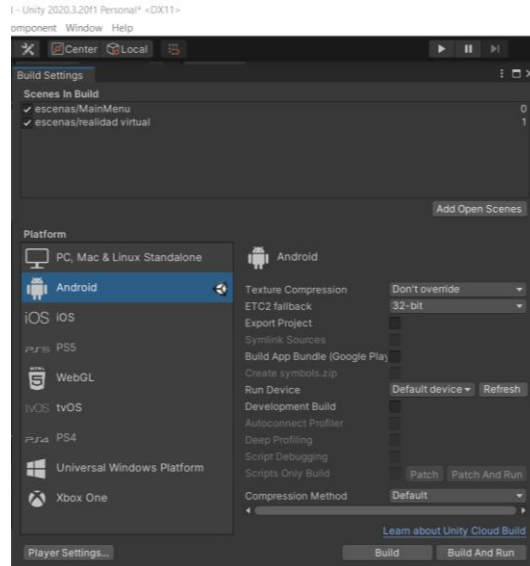 l - Unity 2020.3.20f1 Personal* <DX11>
omponent Window Help
Center Local
Build Settings
Scenes In Build
escenas/MainMenu 0
escenas/realidad virtual 1
Add Open Scenes
Platform
PC, Mac & Linux Standalone
Android
iOS iOS
PS5 PS5
HTML WebGL
tvOS tvOS
PS4 PS4
Universal Windows Platform
Xbox One
Android
Texture Compression Don't override
ETC2 fallback 32-bit
Export Project
Symlink Sources
Build App Bundle (Google Play
Create symbols.zip
Run Device Default device Refresh
Development Build
Autoconnect Profiler
Deep Profiling
Script Debugging
Scripts Only Build Patch Patch And Run
Compression Method Default
Learn about Unity Cloud Build
Player Settings... Build Build And Run